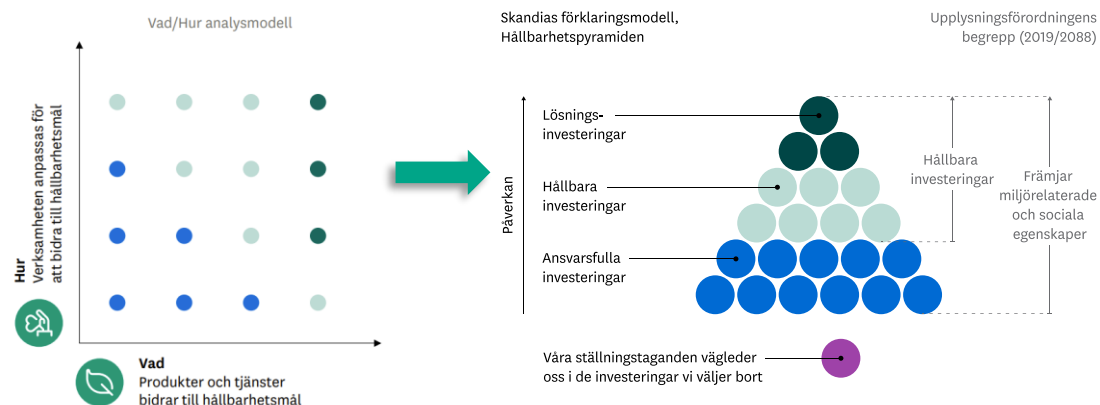 Vad/Hur analysmodell
Hur
Verksamheten anpassas för
att bidra till hållbarhetsmål
Vad
Produkter och tjänster
bidrar till hållbarhetsmål
Skandias förklaringsmodell,
Hållbarhetspyramiden
Upplysningsförordningens
begrepp (2019/2088)
Påverkan
Lösnings-
investeringar
Hållbara
investeringar
Ansvarsfulla
investeringar
Hållbara
investeringar
Främjar
miljörelaterade
och sociala
egenskaper
Våra ställningstaganden vägleder
oss i de investeringar vi väljer bort